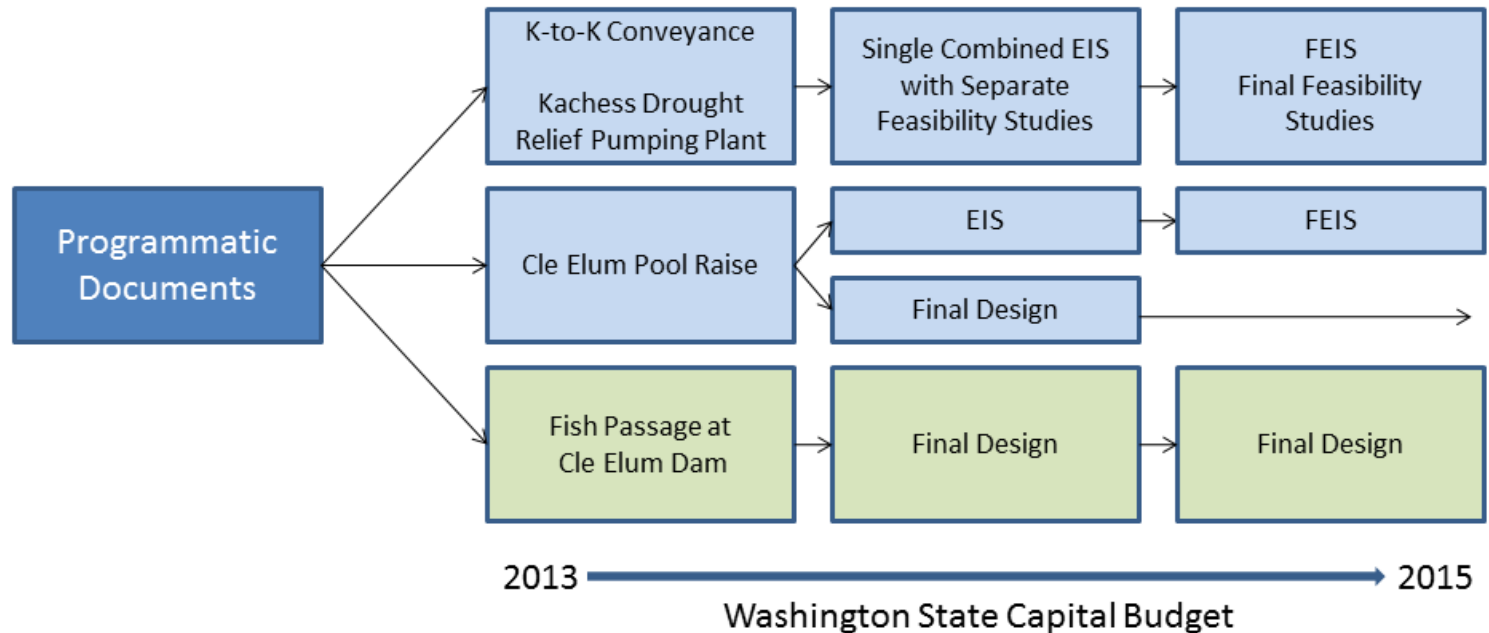 Programmatic
Documents
K-to-K Conveyance
Kachess Drought
Relief Pumping Plant
Single Combined EIS
with Separate
Feasibility Studies
FEIS
Final Feasibility
Studies
Cle Elum Pool Raise
EIS
FEIS
Final Design
Fish Passage at
Cle Elum Dam
Final Design
Final Design
2013
2015
Washington State Capital Budget